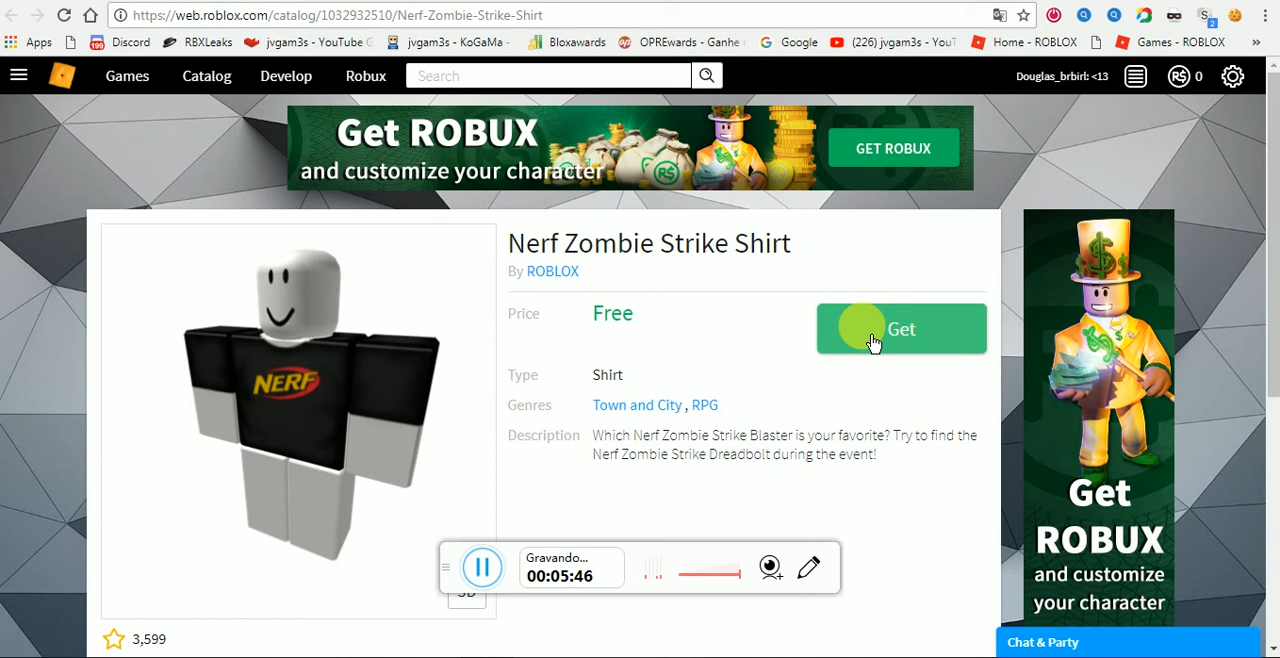 https://web.roblox.com/catalog/1032932510/Nerf-Zombie-Strike-Shirt
2
Apps
199
Discord
RBXLeaks
jvgam3s - YouTube G
jvgam3s - KoGaMa -
Bloxawards
OPREwards - Ganhe
Google
(226) jvgam3s - YouT
Home - ROBLOX
Games - ROBLOX
»
Games
Catalog
Develop
Robux
Search
Douglas_brbirl: <13
R$ 0
Get ROBUX
and customize your character
GET ROBUX
NERF
Nerf Zombie Strike Shirt
By ROBLOX
Price
Free
Get
Type
Shirt
Genres
Town and City , RPG
Description
Which Nerf Zombie Strike Blaster is your favorite? Try to find the
Nerf Zombie Strike Dreadbolt during the event!
Gravando...
00:05:46
3D
3,599
Get
ROBUX
and customize
your character
Chat & Party